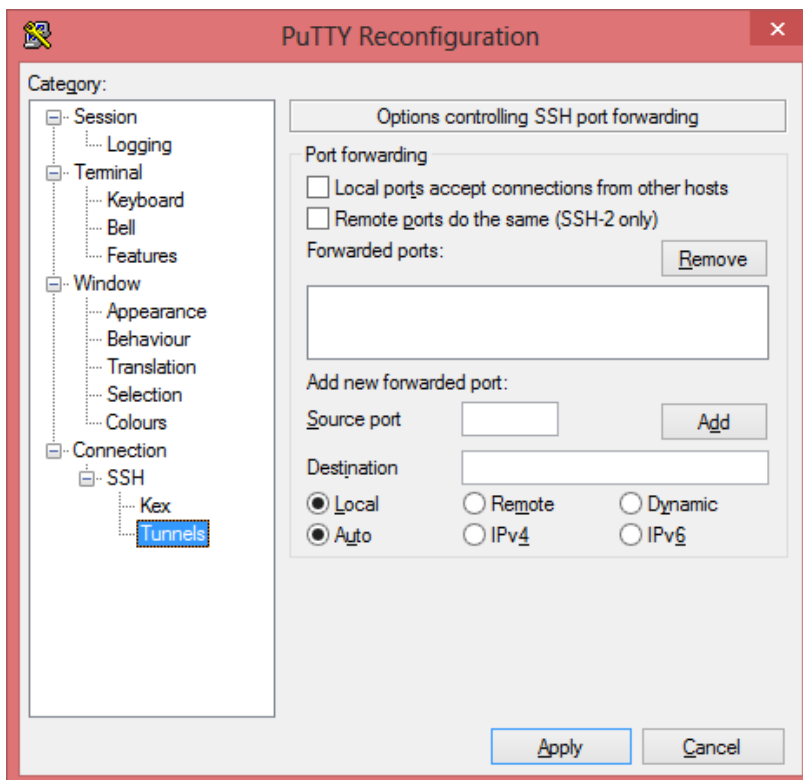 PuTTY Reconfiguration
Category:
Session
Logging
Terminal
Keyboard
Bell
Features
Window
Appearance
Behaviour
Translation
Selection
Colours
Connection
SSH
Kex
Tunnels
Options controlling SSH port forwarding
Port forwarding
Local ports accept connections from other hosts
Remote ports do the same (SSH-2 only)
Forwarded ports:
Remove
Add new forwarded port:
Source port
Add
Destination
Local Remote Dynamic
Auto IPv4 IPv6
Apply Cancel